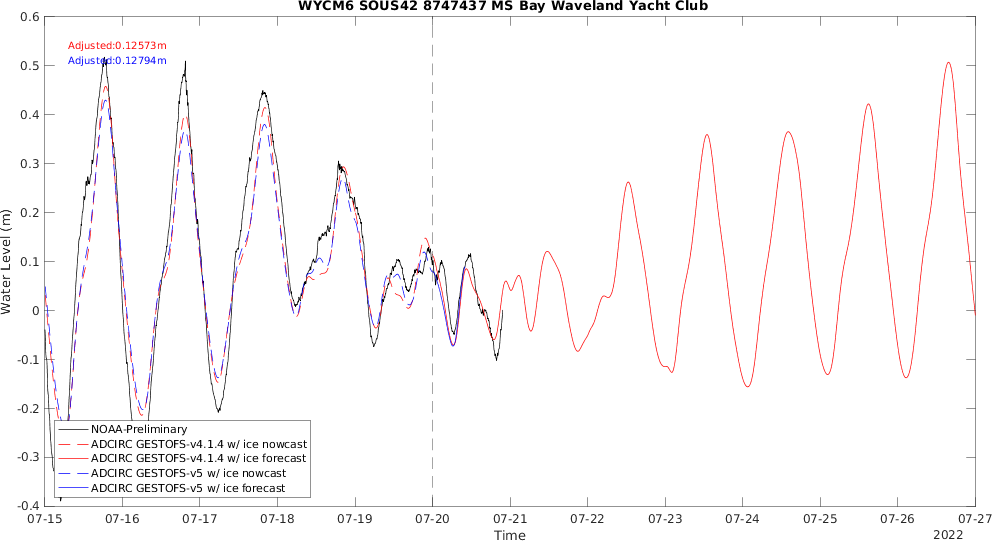 WYCM6 SOUS42 8747437 MS Bay Waveland Yacht Club
Adjusted:0.12573m
Adjusted:0.12794m
Water Level (m)
0.6
0.5
0.4
0.3
0.2
0.1
0
-0.1
-0.2
-0.3
-0.4
NOAA-Preliminary
ADCIRC GESTOFS-v4.1.4 w/ ice nowcast
ADCIRC GESTOFS-v4.1.4 w/ ice forecast
ADCIRC GESTOFS-v5 w/ ice nowcast
ADCIRC GESTOFS-v5 w/ ice forecast
07-15 07-16 07-17 07-18 07-19 07-20 07-21 07-22 07-23 07-24 07-25 07-26 07-27
Time
2022